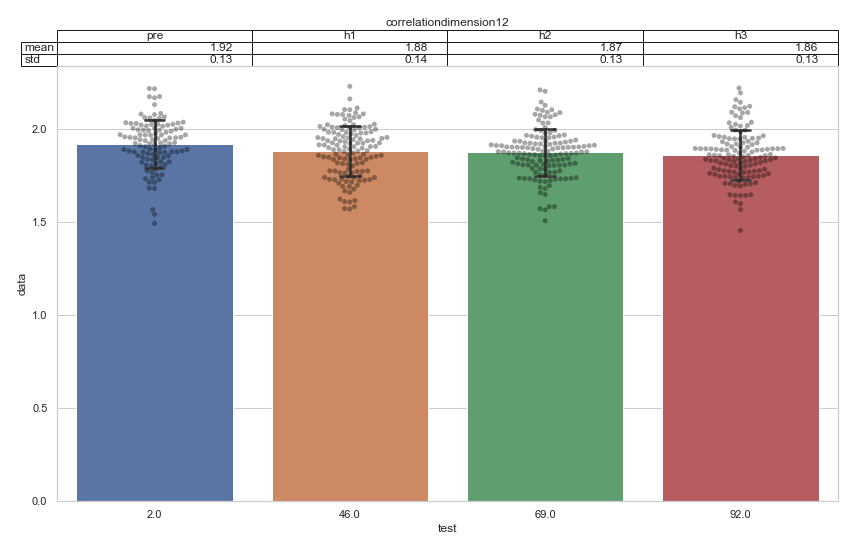 correlationdimension12
pre h1 h2 h3
mean 1.92 1.88 1.87 1.86
std 0.13 0.14 0.13 0.13
2.0
1.5
1.0
0.5
0.0
data
2.0 46.0 69.0 92.0
test